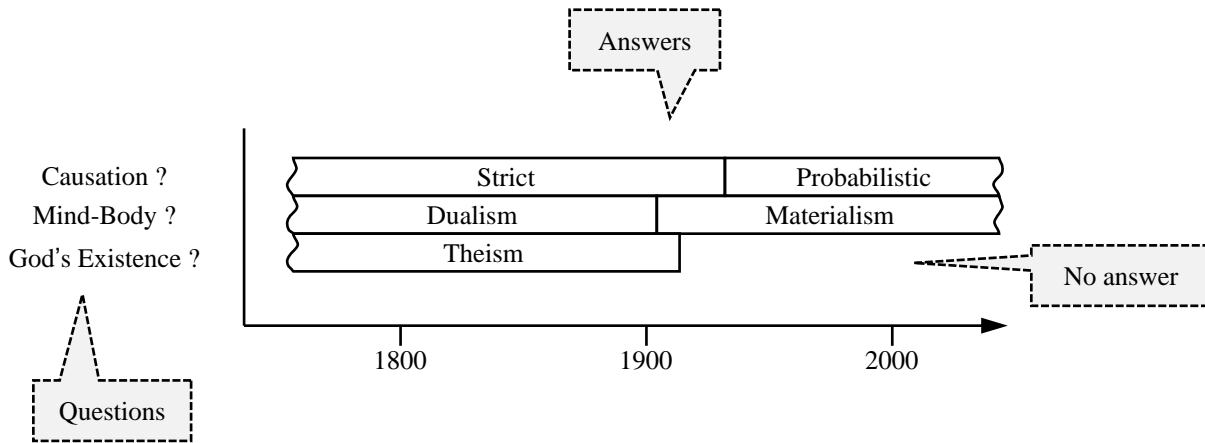 Answers
Causation ?
Strict
Probabilistic
Mind-Body ?
Dualism
Materialism
God's Existence ?
Theism
No answer
1800
1900
2000
Questions